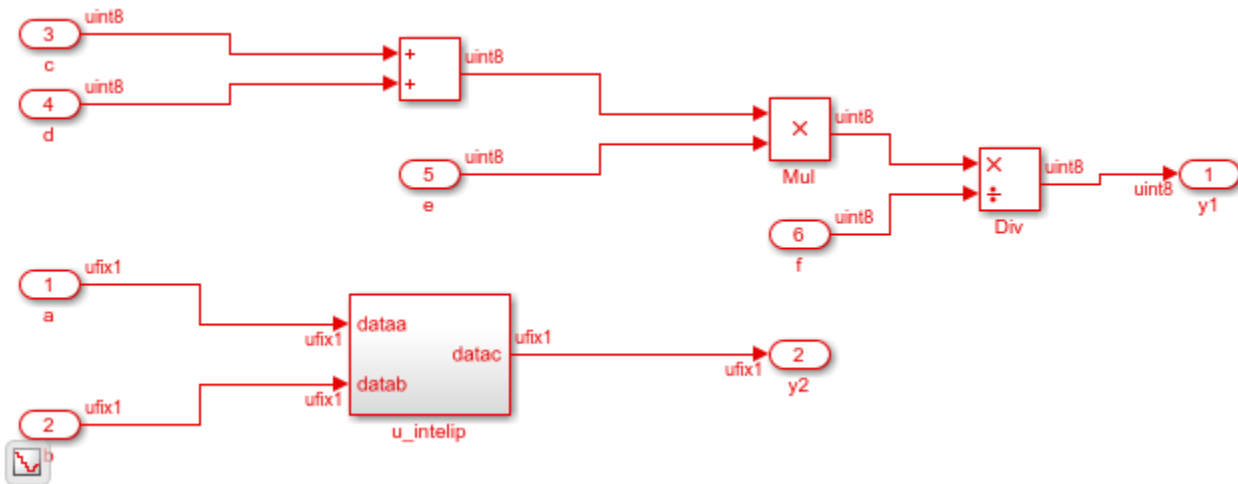 uint8
3
c
uint8
4
d
+
+
uint8
5
e
uint8
×
Mul
uint8
6
f
uint8
×
÷
Div
uint8
uint8
1
y1
ufix1
1
a
ufix1
2
b
ufix1
dataa
ufix1
datab
datac
u_intelip
ufix1
ufix1
2
y2